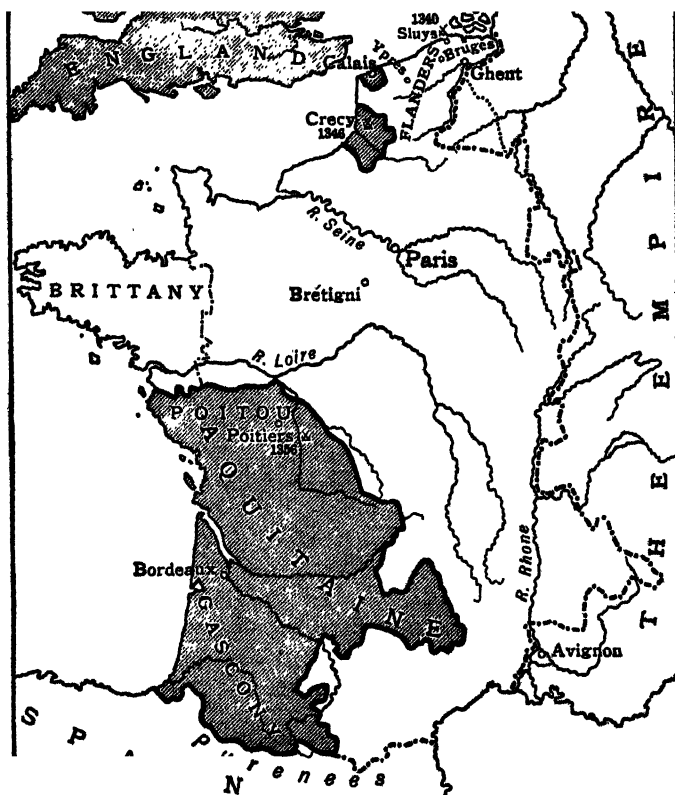 ENGLAND
1340
Sluys
Bruges
Ypres
Calais
FLANDERS
Ghent
Crecy
1346
R. Seine
Paris
BRITTANY
Brétigni
R. Loire
POITOU
Poitiers
1356
AQUITAINE
Bordeaux
GASCONY
R. Rhone
Avignon
THE EMPIRE
SPA N
Pyrenees